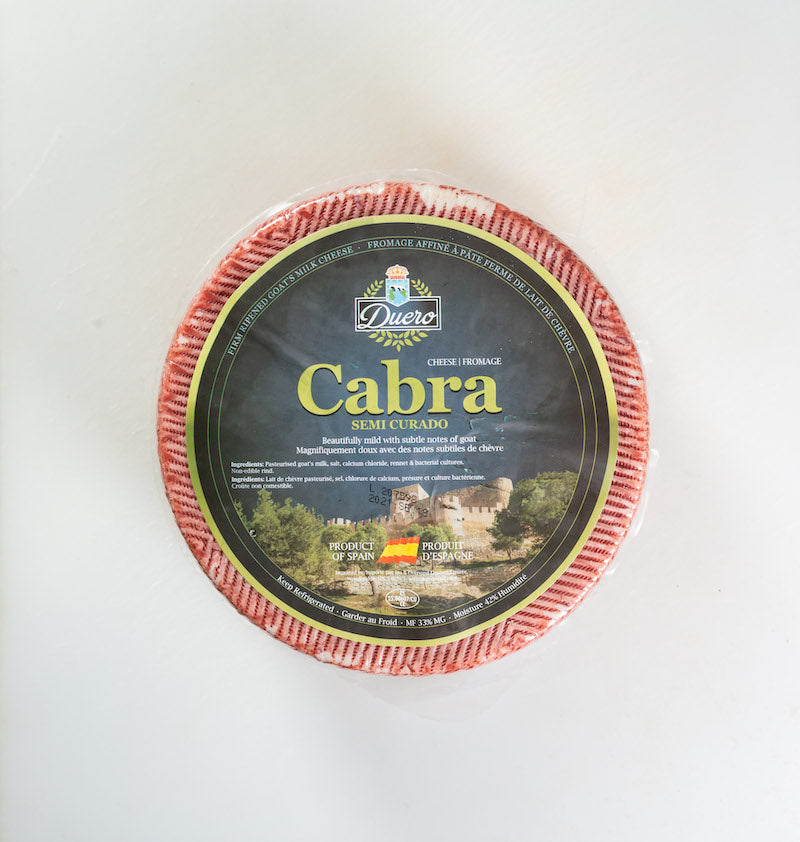 FIRM RIPENED GOAT'S MILK CHEESE · FROMAGE AFFINÉ À PÂTE FERME DE LAIT DE CHÈVRE
Duero
CHEESE | FROMAGE
Cabra
SEMI CURADO
Beautifully mild with subtle notes of goat
Magnifiquement doux avec des notes subtiles de chèvre
Ingredients: Pasteurised goat's milk, salt, calcium chloride, rennet & bacterial cultures.
Non-edible rind.
Ingrédients: Lait de chèvre pasteurisé, sel, chlorure de calcium, présure et culture bactérienne.
Croûte non comestible.
2021 SE
PRODUCT PRODUIT
OF SPAIN D'ESPAGNE
Keep Refrigerated · Garder au Froid · MF 33% MG · Moisture 42% Humidité